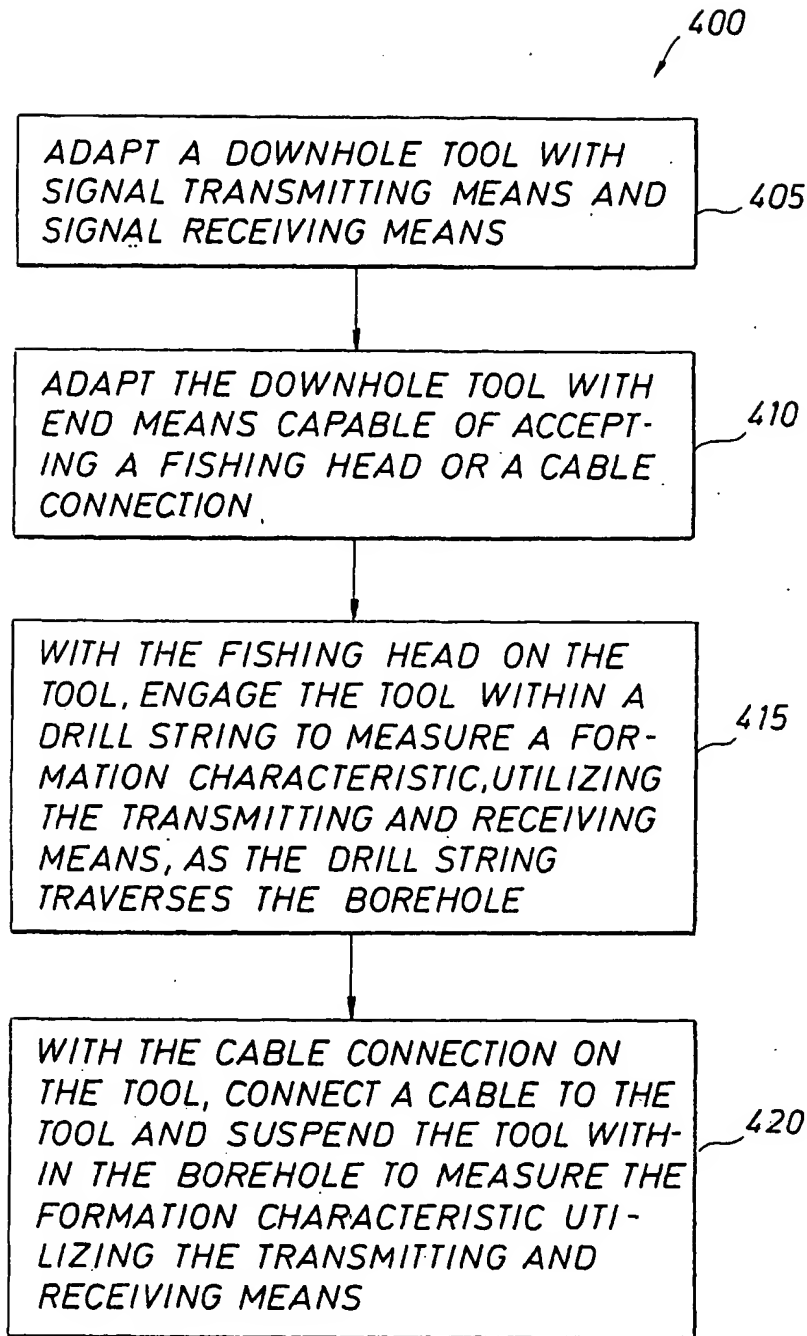 400
ADAPT A DOWNHOLE TOOL WITH
SIGNAL TRANSMITTING MEANS AND
SIGNAL RECEIVING MEANS
405
ADAPT THE DOWNHOLE TOOL WITH
END MEANS CAPABLE OF ACCEPT-
ING A FISHING HEAD OR A CABLE
CONNECTION
410
WITH THE FISHING HEAD ON THE
TOOL, ENGAGE THE TOOL WITHIN A
DRILL STRING TO MEASURE A FOR-
MATION CHARACTERISTIC, UTILIZING
THE TRANSMITTING AND RECEIVING
MEANS, AS THE DRILL STRING
TRAVERSES THE BOREHOLE
415
WITH THE CABLE CONNECTION ON
THE TOOL, CONNECT A CABLE TO THE
TOOL AND SUSPEND THE TOOL WITH-
IN THE BOREHOLE TO MEASURE THE
FORMATION CHARACTERISTIC UTI-
LIZING THE TRANSMITTING AND
RECEIVING MEANS
420